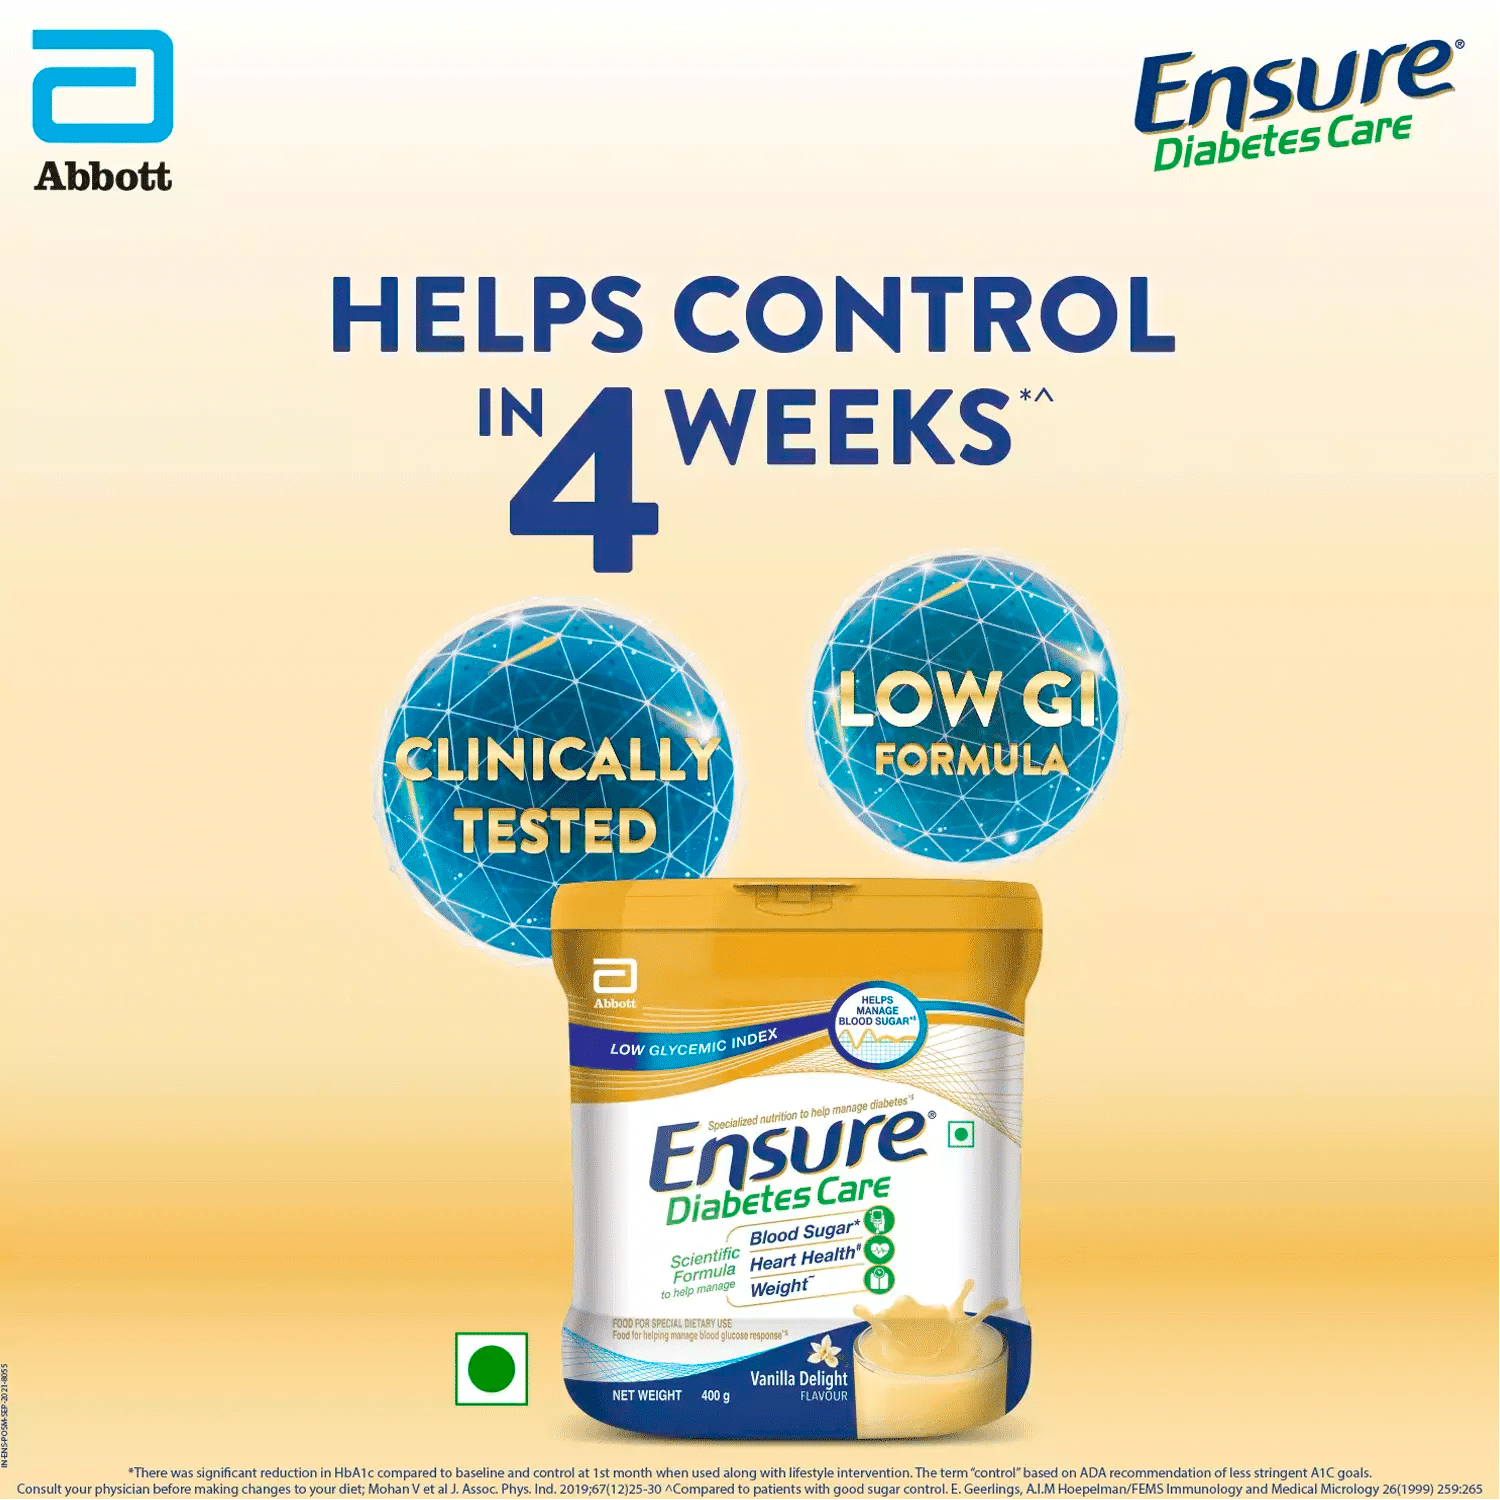 Abbott
Ensure®
Diabetes Care
HELPS CONTROL
IN 4 WEEKS*^
CLINICALLY
TESTED
LOW GI
FORMULA
Abbott
HELPS
MANAGE
BLOOD SUGAR*$
LOW GLYCEMIC INDEX
Specialized nutrition to help manage diabetes*$
Ensure®
Diabetes Care
Scientific
Formula
to help manage
Blood Sugar*
Heart Health#
Weight~
FOOD FOR SPECIAL DIETARY USE
Food for helping manage blood glucose response*$
Vanilla Delight
FLAVOUR
NET WEIGHT 400 g
IN-ENS-POSM-SEP-2021-8055
*There was significant reduction in HbA1c compared to baseline and control at 1st month when used along with lifestyle intervention. The term "control" based on ADA recommendation of less stringent A1C goals.
Consult your physician before making changes to your diet; Mohan V et al J. Assoc. Phys. Ind. 2019;67(12)25-30 ^Compared to patients with good sugar control. E. Geerlings, A.I.M Hoepelman/FEMS Immunology and Medical Micrology 26(1999) 259:265